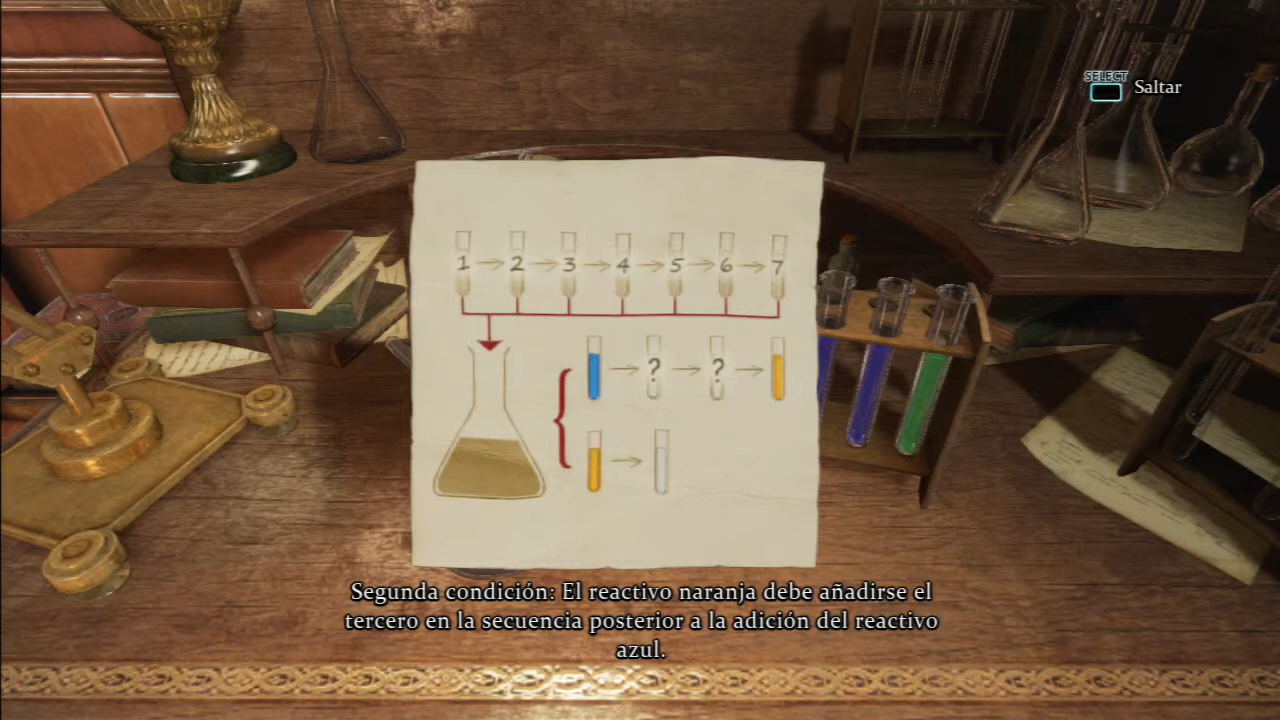 SELECT
Saltar
1 → 2 → 3 → 4 → 5 → 6 → 7
→ ? → ? →
→
Segunda condición: El reactivo naranja debe añadirse el
tercero en la secuencia posterior a la adición del reactivo
azul.